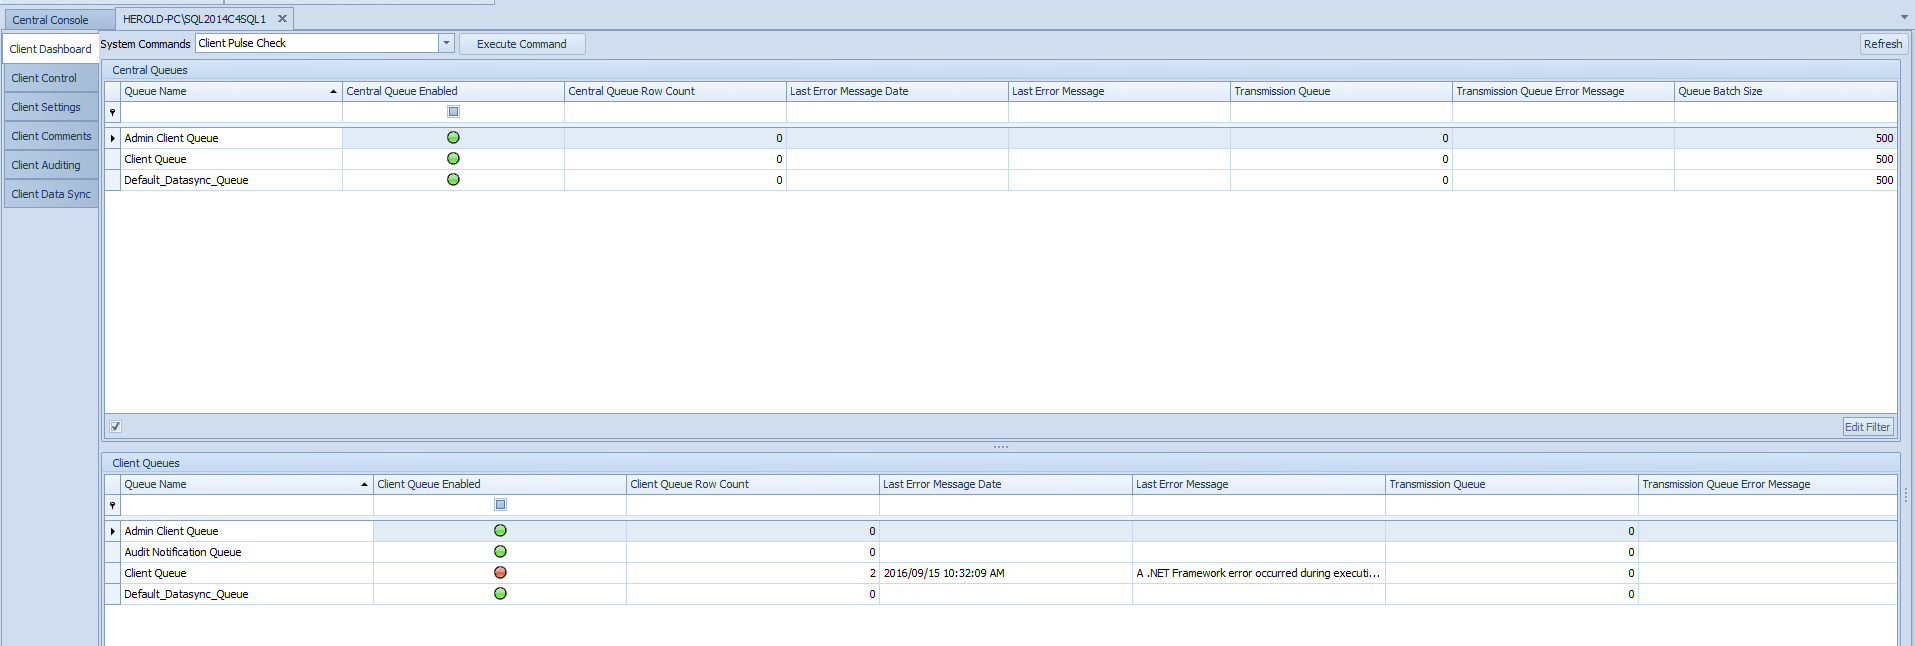 Central Console HEROLD-PC\SQL2014C4SQL1
Client Dashboard System Commands Client Pulse Check Execute Command Refresh
Client Control
Client Settings
Client Comments
Client Auditing
Client Data Sync
Central Queues
Queue Name Central Queue Enabled Central Queue Row Count Last Error Message Date Last Error Message Transmission Queue Transmission Queue Error Message Queue Batch Size
Admin Client Queue 0 0 500
Client Queue 0 0 500
Default_Datasync_Queue 0 0 500
Edit Filter
Client Queues
Queue Name Client Queue Enabled Client Queue Row Count Last Error Message Date Last Error Message Transmission Queue Transmission Queue Error Message
Admin Client Queue 0 0
Audit Notification Queue 0 0
Client Queue 2 2016/09/15 10:32:09 AM A .NET Framework error occurred during executi... 0
Default_Datasync_Queue 0 0